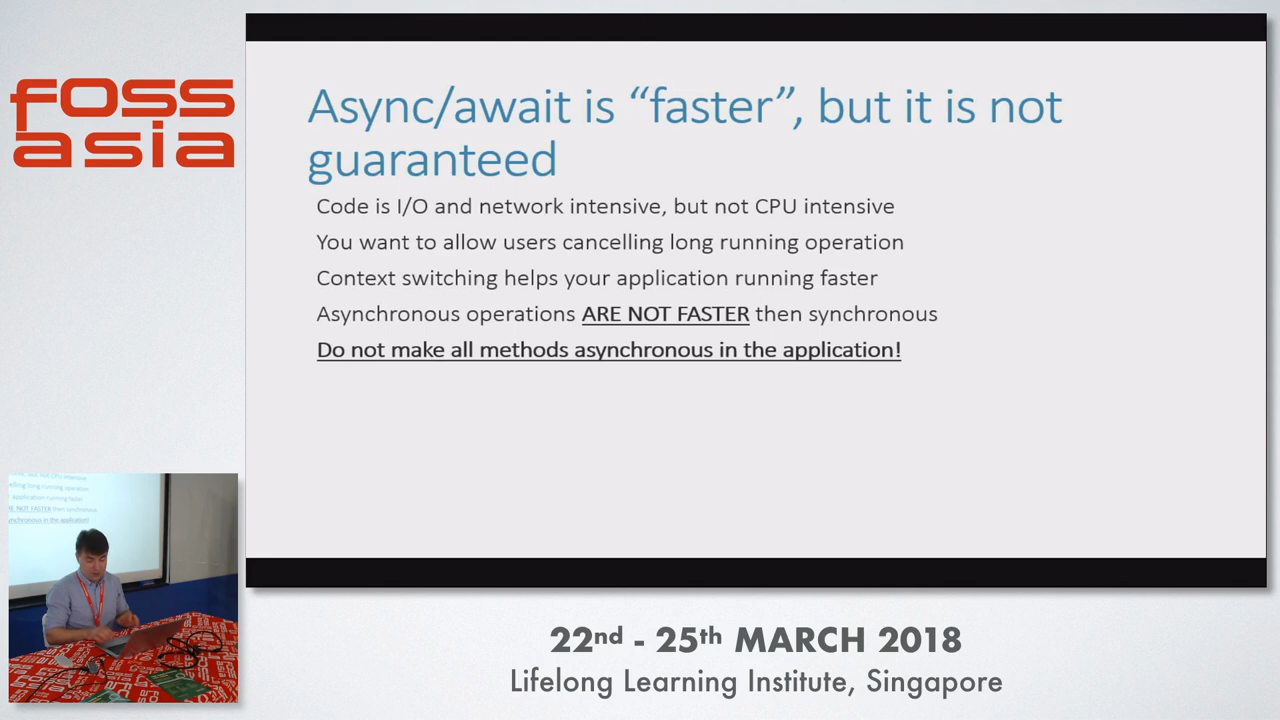 foss
asia
Async/await is “faster”, but it is not
guaranteed
Code is I/O and network intensive, but not CPU intensive
You want to allow users cancelling long running operation
Context switching helps your application running faster
Asynchronous operations ARE NOT FASTER then synchronous
Do not make all methods asynchronous in the application!
22nd - 25th MARCH 2018
Lifelong Learning Institute, Singapore